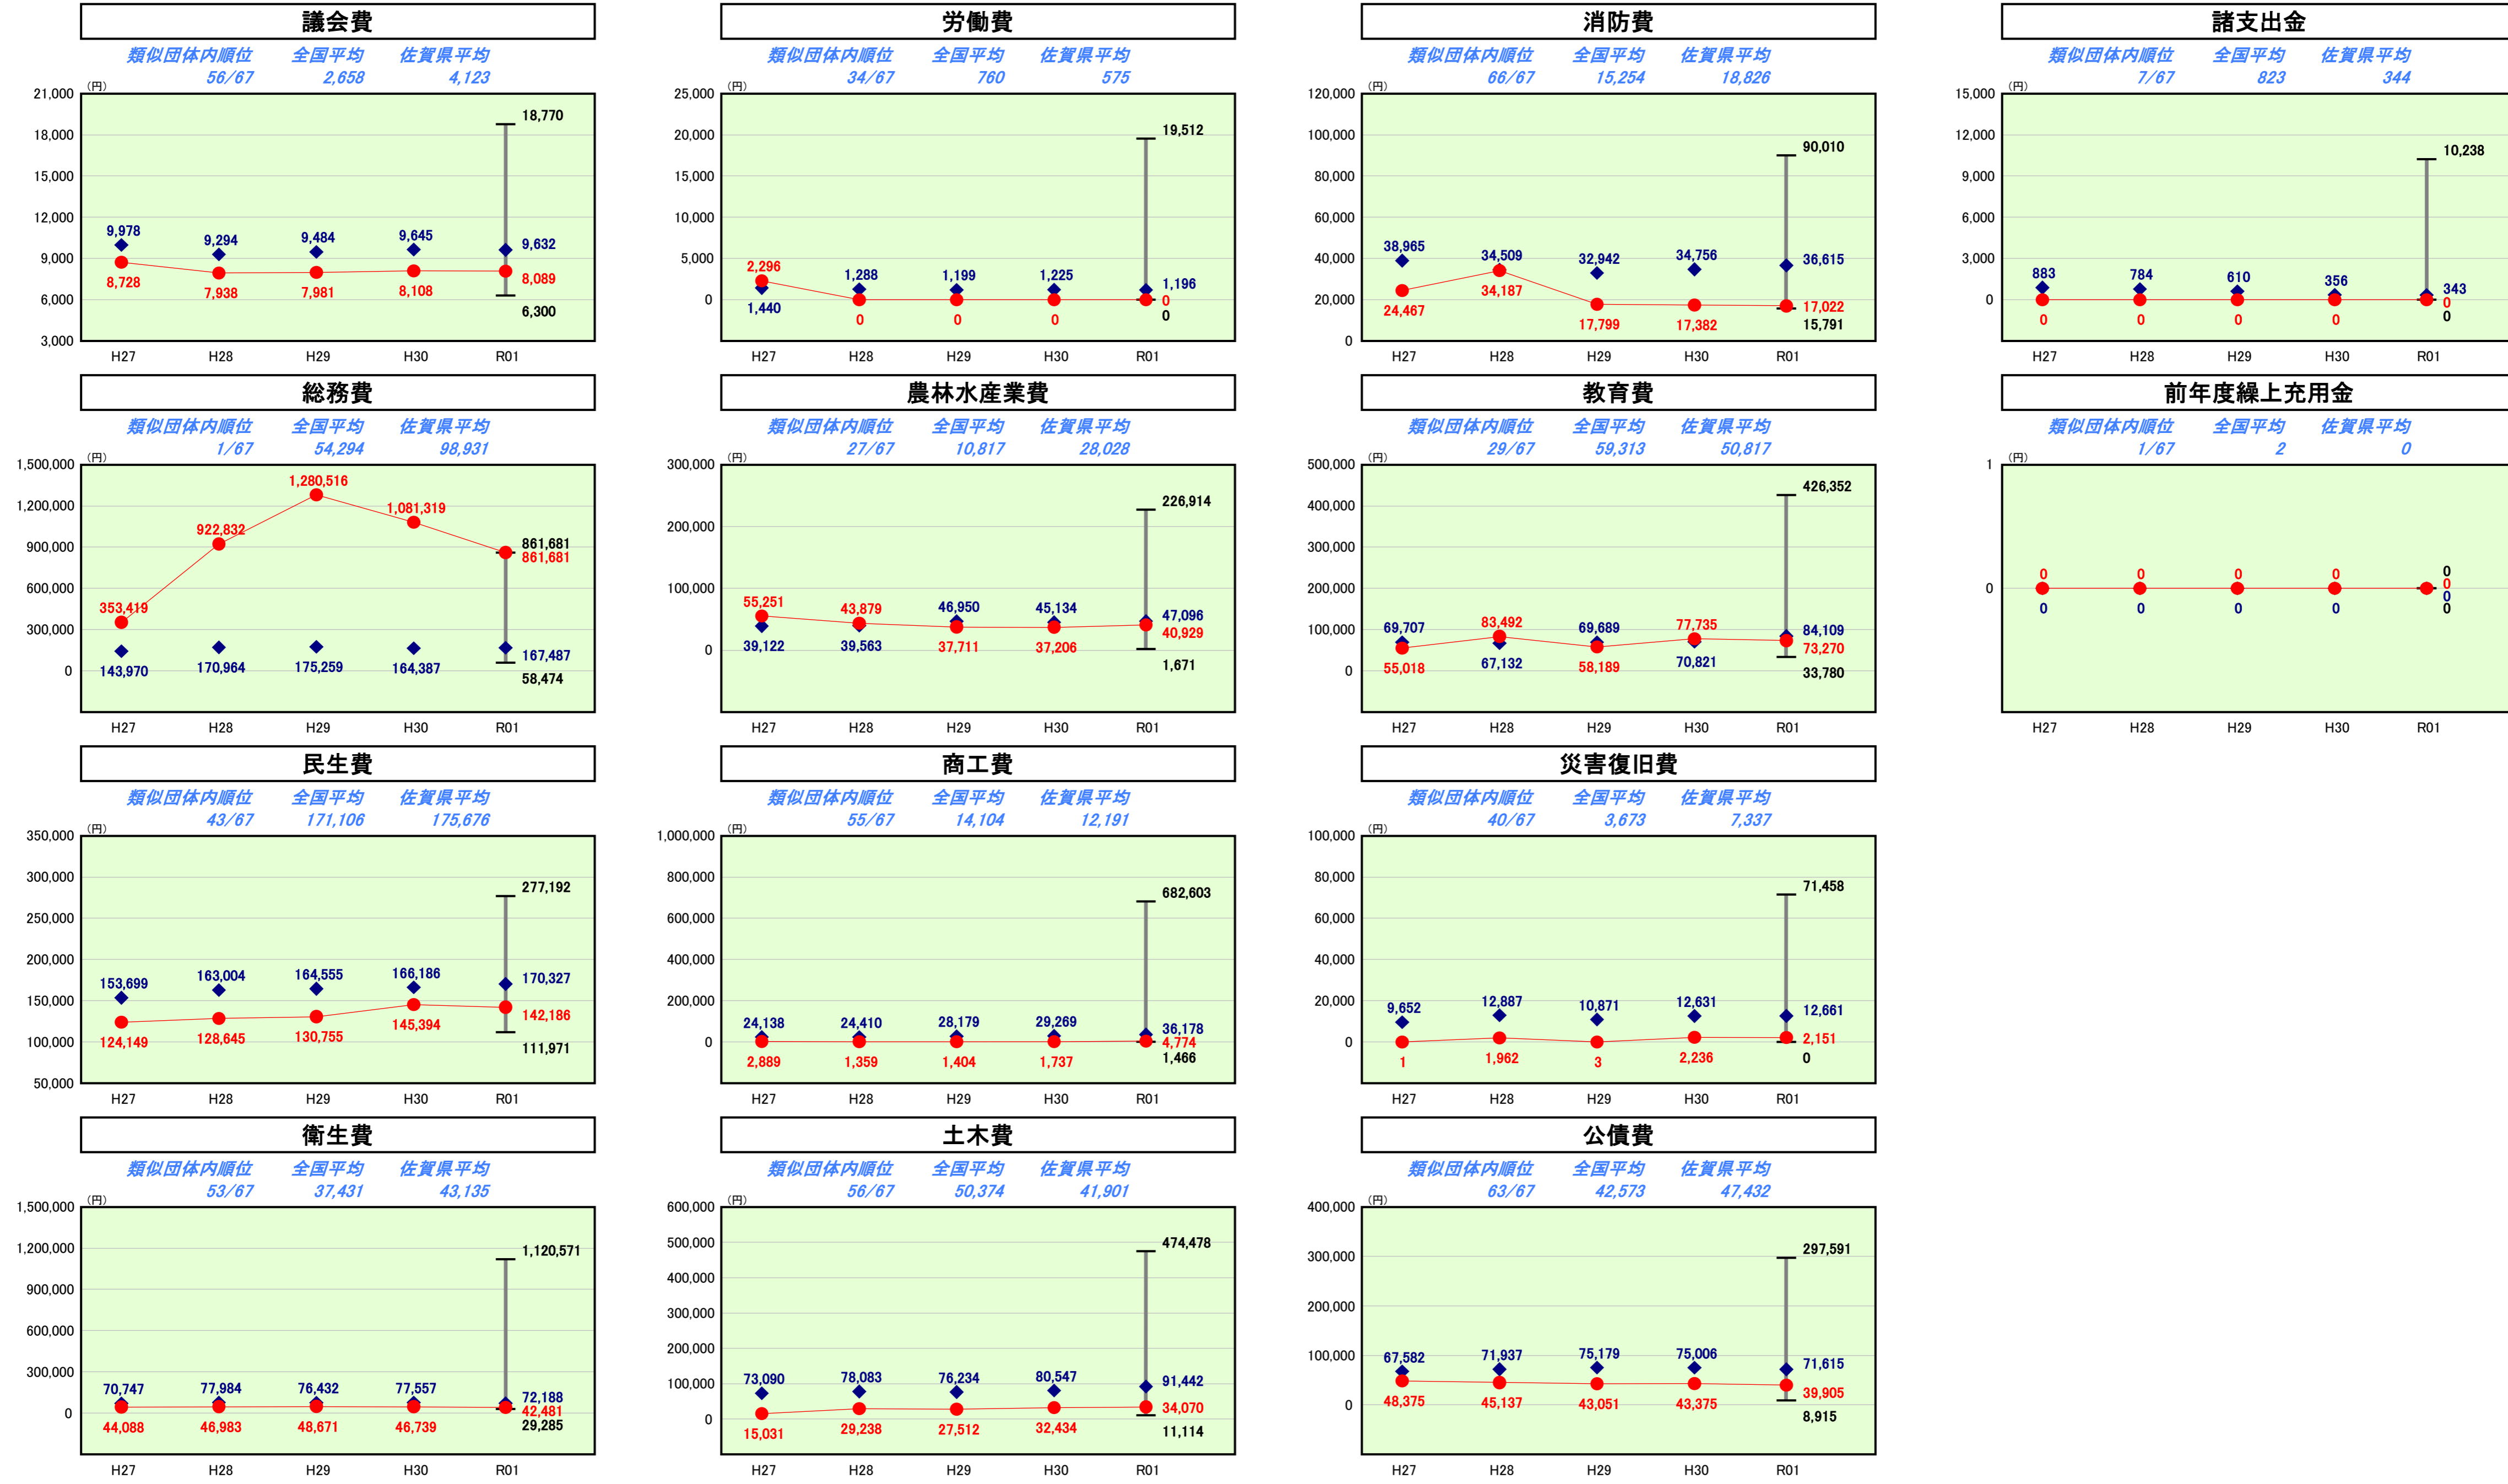 議会費
類似団体内順位 全国平均 佐賀県平均
56/67 2,658 4,123
(円)
21,000
18,000
15,000
12,000
9,000
6,000
3,000
18,770
9,978 9,294 9,484 9,645 9,632
8,728 7,938 7,981 8,108 8,089
6,300
H27 H28 H29 H30 R01
労働費
類似団体内順位 全国平均 佐賀県平均
34/67 760 575
(円)
25,000
20,000
15,000
10,000
5,000
0
19,512
2,296 1,288 1,199 1,225 1,196
1,440 0 0 0 0
0
H27 H28 H29 H30 R01
消防費
類似団体内順位 全国平均 佐賀県平均
66/67 15,254 18,826
(円)
120,000
100,000
80,000
60,000
40,000
20,000
0
90,010
38,965 34,509 32,942 34,756 36,615
24,467 34,187 17,799 17,382 17,022
15,791
H27 H28 H29 H30 R01
諸支出金
類似団体内順位 全国平均 佐賀県平均
7/67 823 344
(円)
15,000
12,000
9,000
6,000
3,000
0
10,238
883 784 610 356 343
0 0 0 0 0
0
H27 H28 H29 H30 R01
総務費
類似団体内順位 全国平均 佐賀県平均
1/67 54,294 98,931
(円)
1,500,000
1,200,000
900,000
600,000
300,000
0
353,419 922,832 1,280,516 1,081,319 861,681
861,681
143,970 170,964 175,259 164,387 167,487
58,474
H27 H28 H29 H30 R01
農林水産業費
類似団体内順位 全国平均 佐賀県平均
27/67 10,817 28,028
(円)
300,000
200,000
100,000
0
226,914
55,251 43,879 46,950 45,134 47,096
39,122 39,563 37,711 37,206 40,929
1,671
H27 H28 H29 H30 R01
教育費
類似団体内順位 全国平均 佐賀県平均
29/67 59,313 50,817
(円)
500,000
400,000
300,000
200,000
100,000
0
426,352
69,707 83,492 69,689 77,735 84,109
55,018 67,132 58,189 70,821 73,270
33,780
H27 H28 H29 H30 R01
前年度繰上充用金
類似団体内順位 全国平均 佐賀県平均
1/67 2 0
(円)
1
0
0 0 0 0 0
0
0 0 0 0 0
0
H27 H28 H29 H30 R01
民生費
類似団体内順位 全国平均 佐賀県平均
43/67 171,106 175,676
(円)
350,000
300,000
250,000
200,000
150,000
100,000
50,000
277,192
153,699 163,004 164,555 166,186 170,327
124,149 128,645 130,755 145,394 142,186
111,971
H27 H28 H29 H30 R01
商工費
類似団体内順位 全国平均 佐賀県平均
55/67 14,104 12,191
(円)
1,000,000
800,000
600,000
400,000
200,000
0
682,603
24,138 24,410 28,179 29,269 36,178
2,889 1,359 1,404 1,737 4,774
1,466
H27 H28 H29 H30 R01
災害復旧費
類似団体内順位 全国平均 佐賀県平均
40/67 3,673 7,337
(円)
100,000
80,000
60,000
40,000
20,000
0
71,458
9,652 12,887 10,871 12,631 12,661
1 1,962 3 2,236 2,151
0
H27 H28 H29 H30 R01
衛生費
類似団体内順位 全国平均 佐賀県平均
53/67 37,431 43,135
(円)
1,500,000
1,200,000
900,000
600,000
300,000
0
1,120,571
70,747 77,984 76,432 77,557 72,188
44,088 46,983 48,671 46,739 42,481
29,285
H27 H28 H29 H30 R01
土木費
類似団体内順位 全国平均 佐賀県平均
56/67 50,374 41,901
(円)
600,000
500,000
400,000
300,000
200,000
100,000
0
474,478
73,090 78,083 76,234 80,547 91,442
15,031 29,238 27,512 32,434 34,070
11,114
H27 H28 H29 H30 R01
公債費
類似団体内順位 全国平均 佐賀県平均
63/67 42,573 47,432
(円)
400,000
300,000
200,000
100,000
0
297,591
67,582 71,937 75,179 75,006 71,615
48,375 45,137 43,051 43,375 39,905
8,915
H27 H28 H29 H30 R01